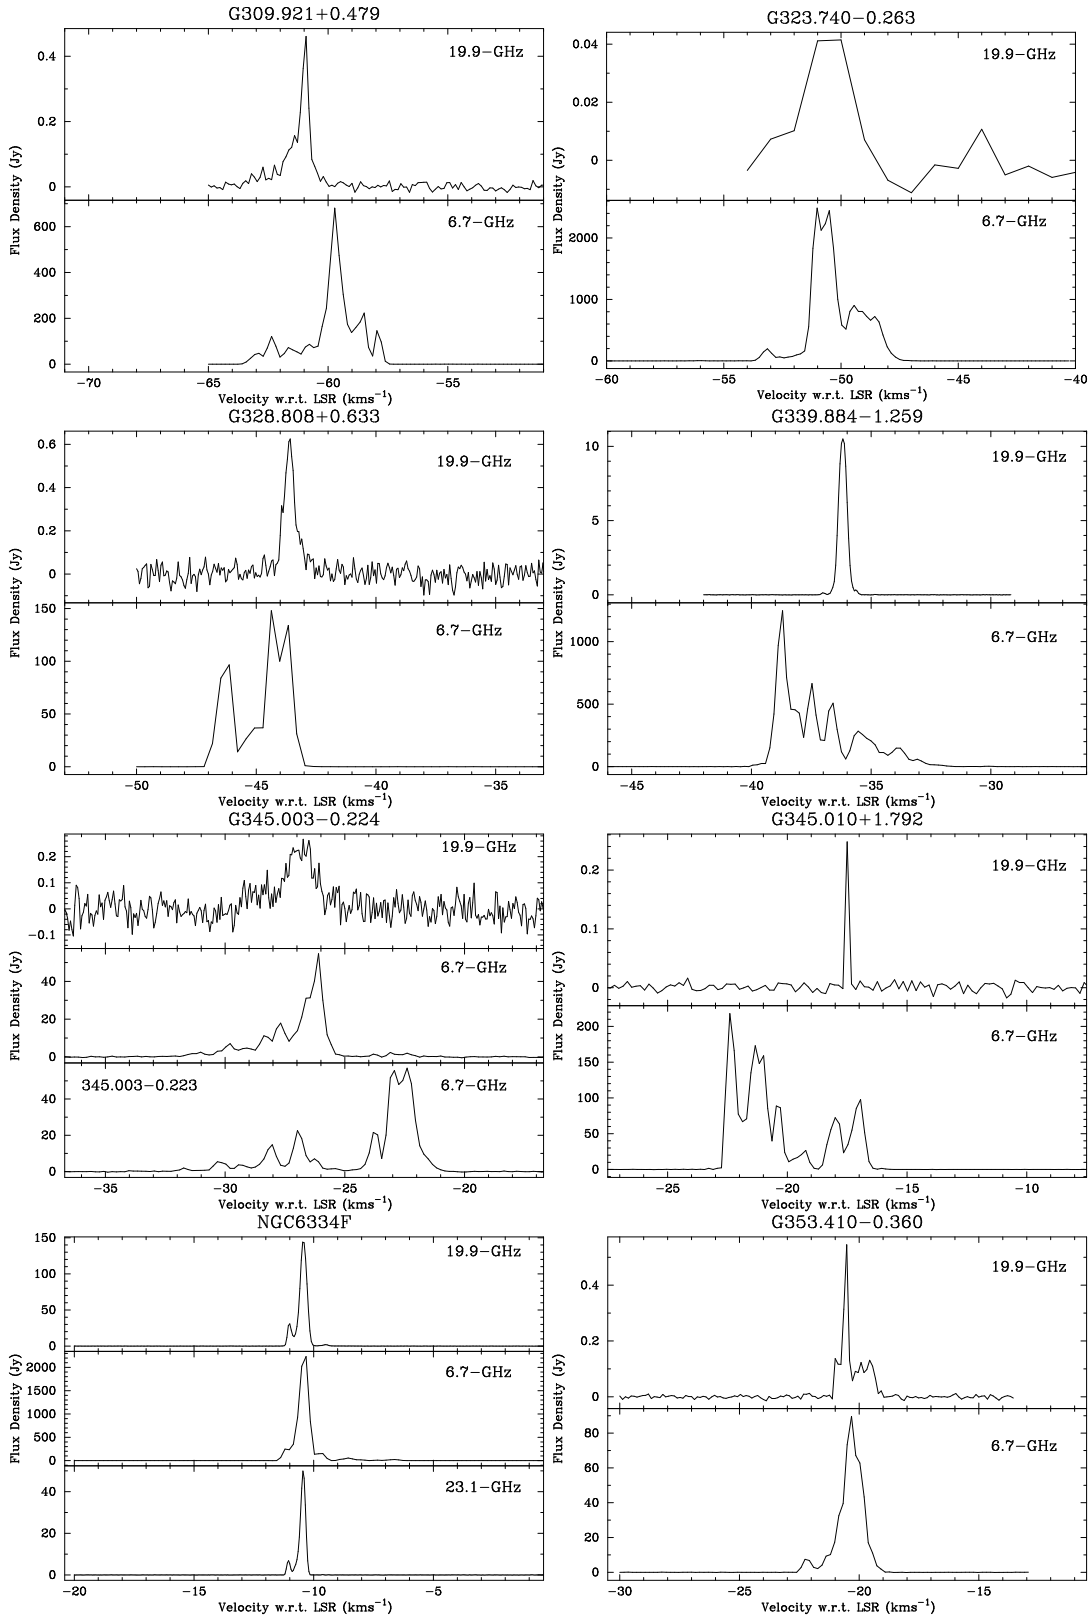 G309.921+0.479
19.9-GHz
0.4
0.2
0
6.7-GHz
600
400
200
0
Flux Density (Jy)
-70 -65 -60 -55
Velocity w.r.t. LSR (kms⁻¹)
G323.740-0.263
19.9-GHz
0.04
0.02
0
6.7-GHz
2000
1000
0
Flux Density (Jy)
-60 -55 -50 -45 -40
Velocity w.r.t. LSR (kms⁻¹)
G328.808+0.633
19.9-GHz
0.6
0.4
0.2
0
6.7-GHz
150
100
50
0
Flux Density (Jy)
-50 -45 -40 -35
Velocity w.r.t. LSR (kms⁻¹)
G339.884-1.259
19.9-GHz
10
5
0
6.7-GHz
1000
500
0
Flux Density (Jy)
-45 -40 -35 -30
Velocity w.r.t. LSR (kms⁻¹)
G345.003-0.224
19.9-GHz
0.2
0.1
0
-0.1
6.7-GHz
40
20
0
345.003-0.223 6.7-GHz
40
20
0
Flux Density (Jy)
-35 -30 -25 -20
Velocity w.r.t. LSR (kms⁻¹)
G345.010+1.792
19.9-GHz
0.2
0.1
0
6.7-GHz
200
150
100
50
0
Flux Density (Jy)
-25 -20 -15 -10
Velocity w.r.t. LSR (kms⁻¹)
NGC6334F
19.9-GHz
150
100
50
0
6.7-GHz
2000
1500
1000
500
0
23.1-GHz
40
20
0
Flux Density (Jy)
-20 -15 -10 -5
Velocity w.r.t. LSR (kms⁻¹)
G353.410-0.360
19.9-GHz
0.4
0.2
0
6.7-GHz
80
60
40
20
0
Flux Density (Jy)
-30 -25 -20 -15
Velocity w.r.t. LSR (kms⁻¹)